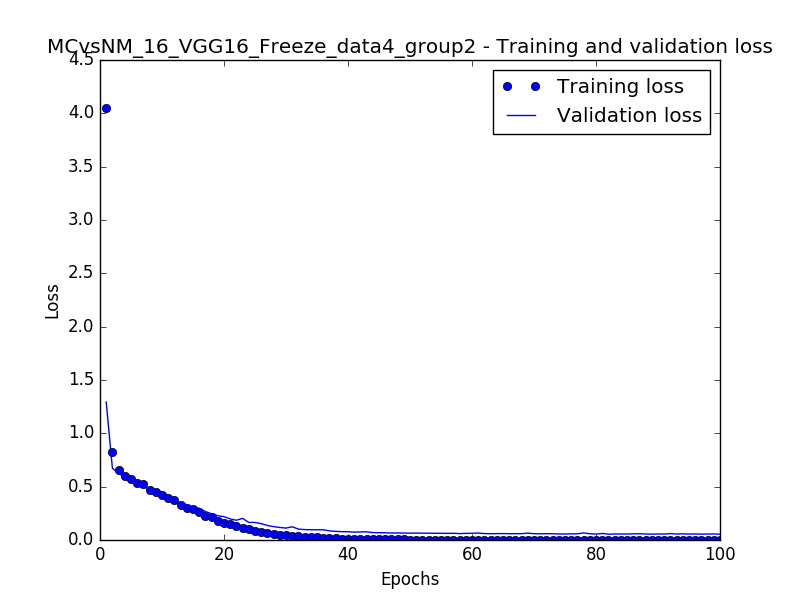 MCvsNM_16_VGG16_Freeze_data4_group2 - Training and validation loss
4.5
4.0
3.5
3.0
2.5
2.0
1.5
1.0
0.5
0.0
Loss
Training loss
Validation loss
0 20 40 60 80 100
Epochs